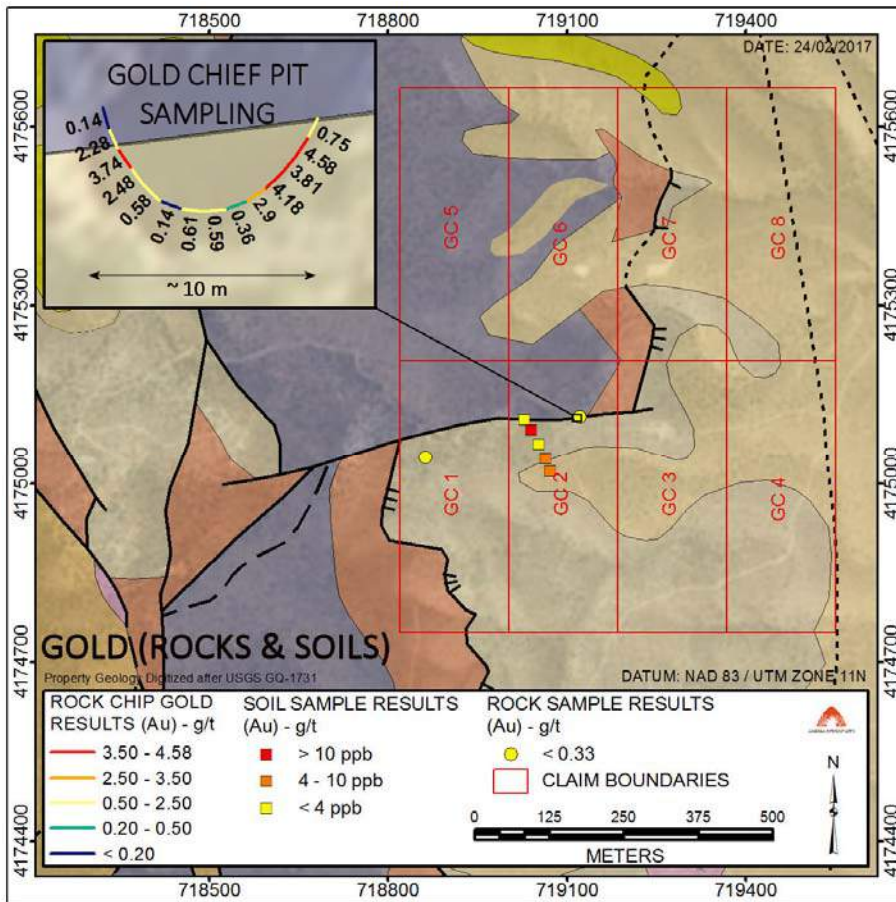 718500 718800 719100 719400
DATE: 24/02/2017
GOLD CHIEF PIT
SAMPLING
0.14
2.28
3.74
2.48
0.58
0.14
0.61
0.59
0.36
2.9
4.18
3.81
4.58
0.75
~ 10 m
4175600
4175300
4175000
4174700
4174400
4175600
4175300
4175000
4174700
4174400
GC 5
GC 6
GC 7
GC 8
GC 1
GC 2
GC 3
GC 4
GOLD (ROCKS & SOILS)
Property Geology Digitized after USGS GQ-1731
DATUM: NAD 83 / UTM ZONE 11N
ROCK CHIP GOLD
RESULTS (Au) - g/t
3.50 - 4.58
2.50 - 3.50
0.50 - 2.50
0.20 - 0.50
< 0.20
SOIL SAMPLE RESULTS
(Au) - g/t
> 10 ppb
4 - 10 ppb
< 4 ppb
ROCK SAMPLE RESULTS
(Au) - g/t
< 0.33
CLAIM BOUNDARIES
N
0 125 250 375 500
METERS
718500 718800 719100 719400